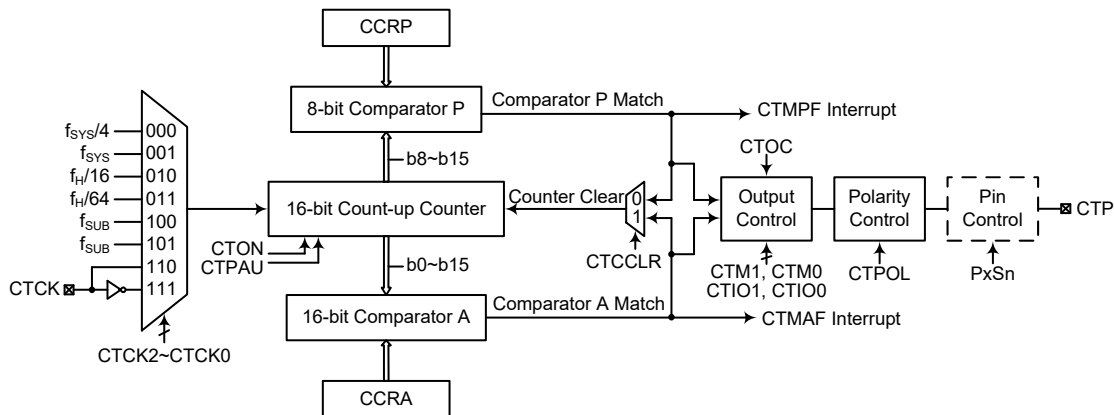 CCRP
8-bit Comparator P
Comparator P Match
CTMPF Interrupt
b8~b15
CTOC
fSYS/4
000
fSYS
001
fH/16
010
fH/64
011
fSUB
100
fSUB
101
110
111
CTCK
CTCK2~CTCK0
16-bit Count-up Counter
Counter Clear
0
1
CTCCLR
CTON
CTPAU
b0~b15
Output
Control
Polarity
Control
Pin
Control
CTP
CTM1, CTM0
CTIO1, CTIO0
CTPOL
PxSn
16-bit Comparator A
Comparator A Match
CTMAF Interrupt
CCRA